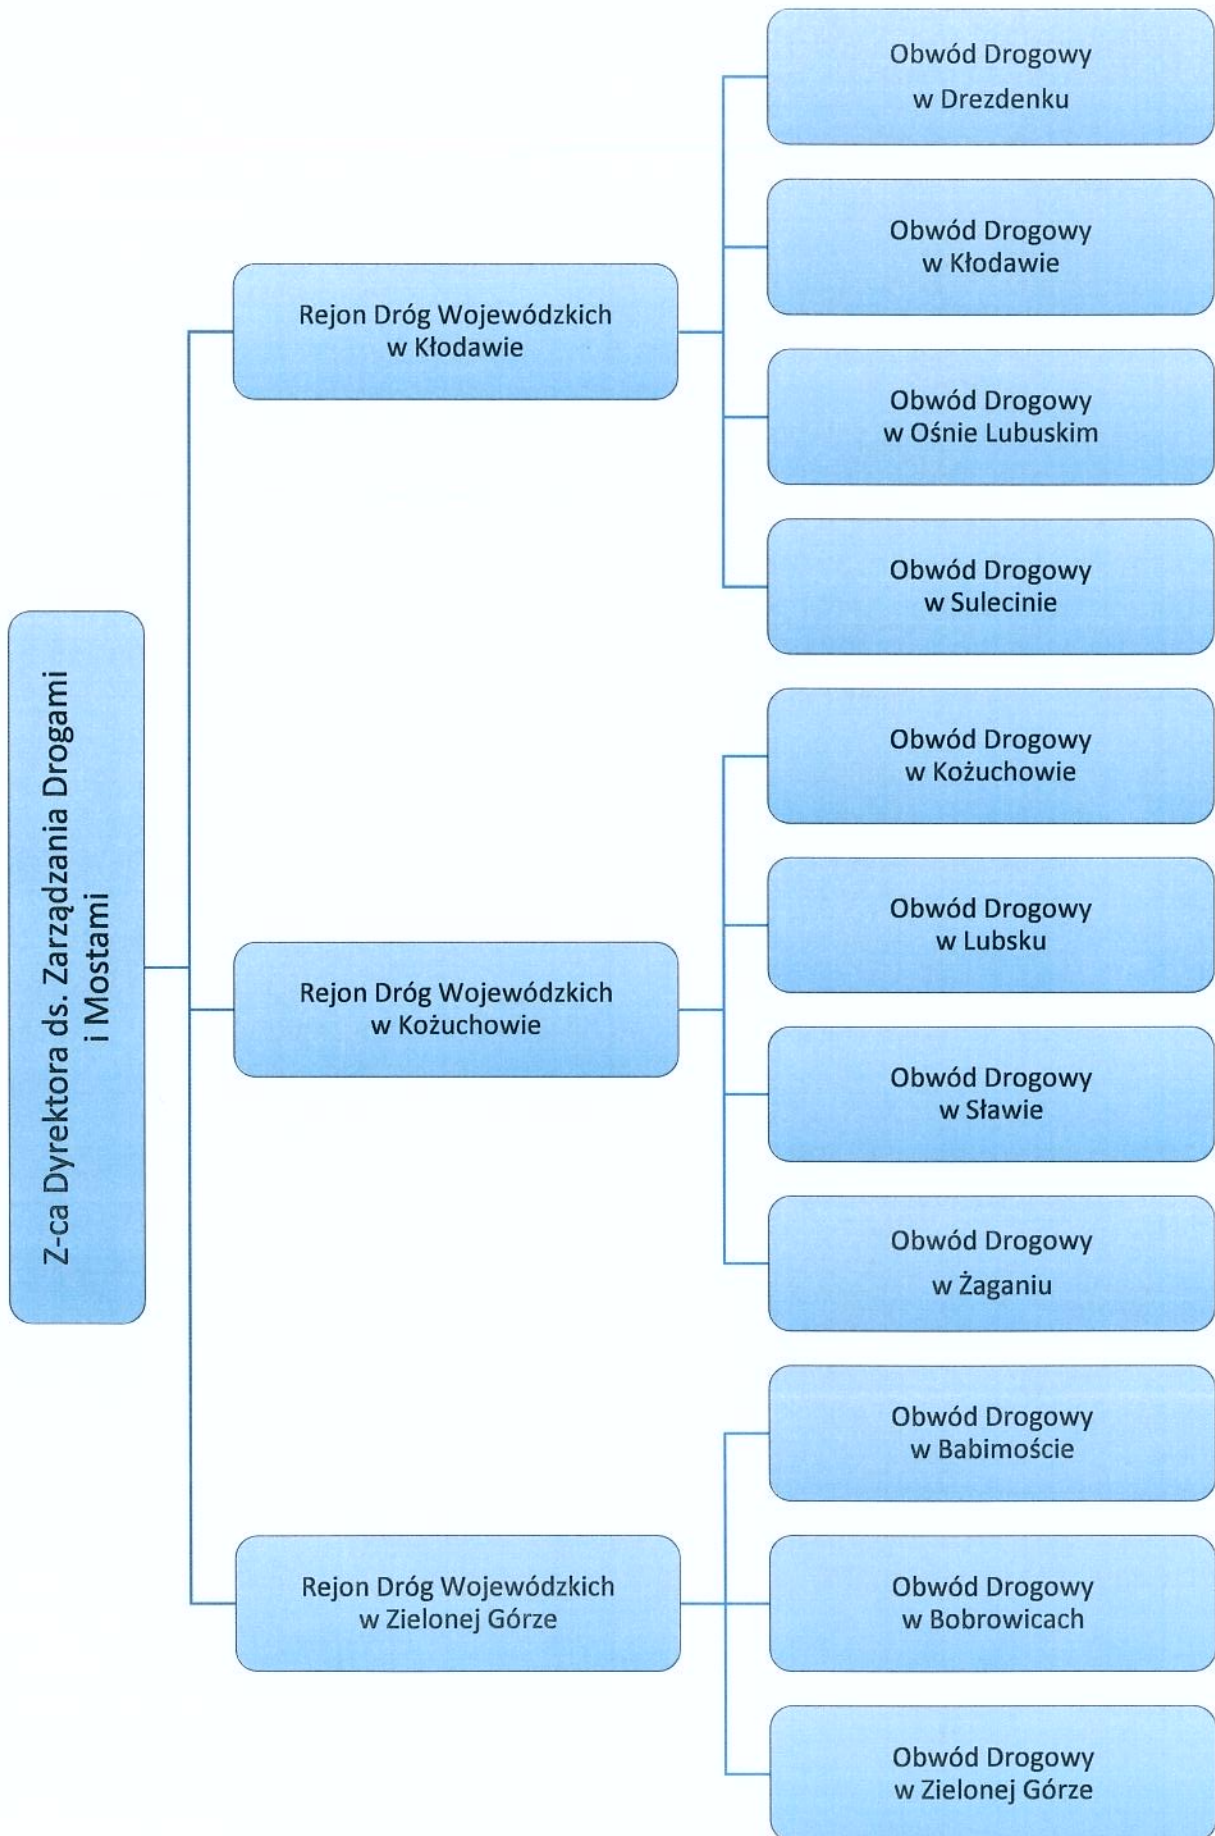 Z-ca Dyrektora ds. Zarządzania Drogami
i Mostami
Rejon Dróg Wojewódzkich
w Kłodawie
Obwód Drogowy
w Drezdenku
Obwód Drogowy
w Kłodawie
Obwód Drogowy
w Ośnie Lubuskim
Obwód Drogowy
w Sulecinie
Rejon Dróg Wojewódzkich
w Kożuchowie
Obwód Drogowy
w Kożuchowie
Obwód Drogowy
w Lubsku
Obwód Drogowy
w Sławie
Obwód Drogowy
w Żaganiu
Rejon Dróg Wojewódzkich
w Zielonej Górze
Obwód Drogowy
w Babimoście
Obwód Drogowy
w Bobrowicach
Obwód Drogowy
w Zielonej Górze